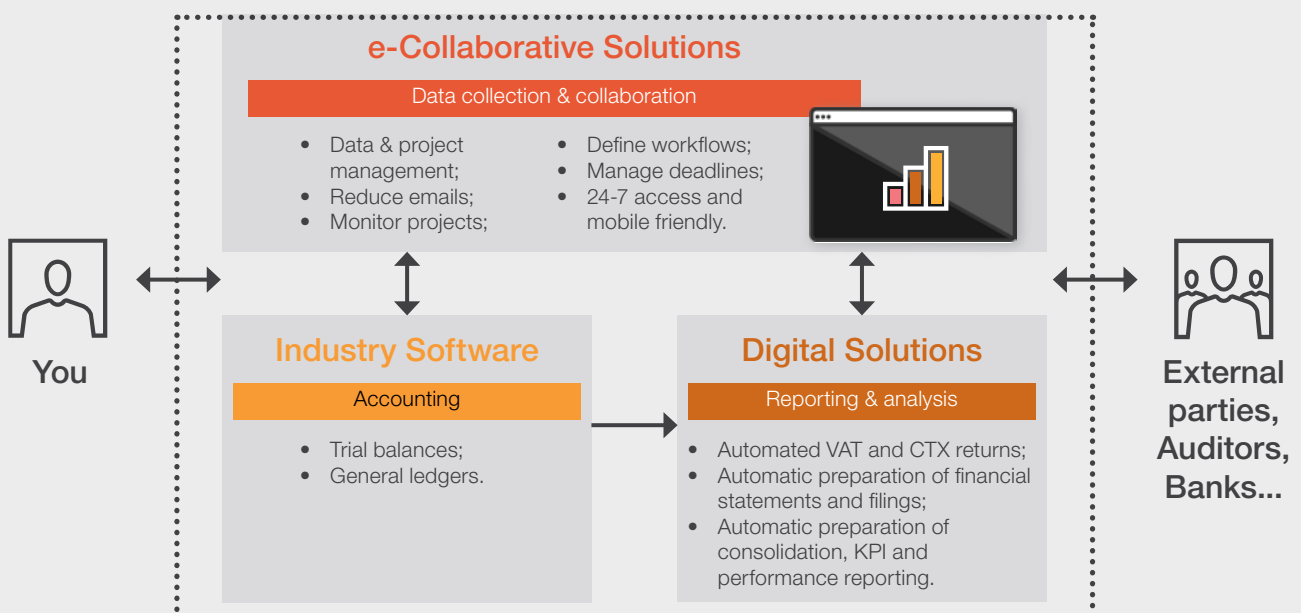 e-Collaborative Solutions
Data collection & collaboration
• Data & project
management;
• Reduce emails;
• Monitor projects;
• Define workflows;
• Manage deadlines;
• 24-7 access and
mobile friendly.
You
External
parties,
Auditors,
Banks...
Industry Software
Accounting
• Trial balances;
• General ledgers.
Digital Solutions
Reporting & analysis
• Automated VAT and CTX returns;
• Automatic preparation of financial
statements and filings;
• Automatic preparation of
consolidation, KPI and
performance reporting.